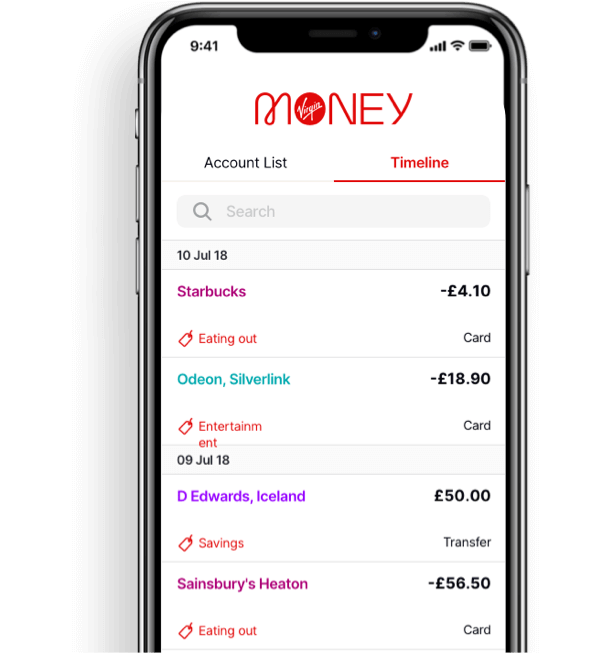 9:41
MONEY
Virgin
Account List Timeline
Search
10 Jul 18
Starbucks -£4.10
Eating out Card
Odeon, Silverlink -£18.90
Entertainm Card
ent
09 Jul 18
D Edwards, Iceland £50.00
Savings Transfer
Sainsbury's Heaton -£56.50
Eating out Card